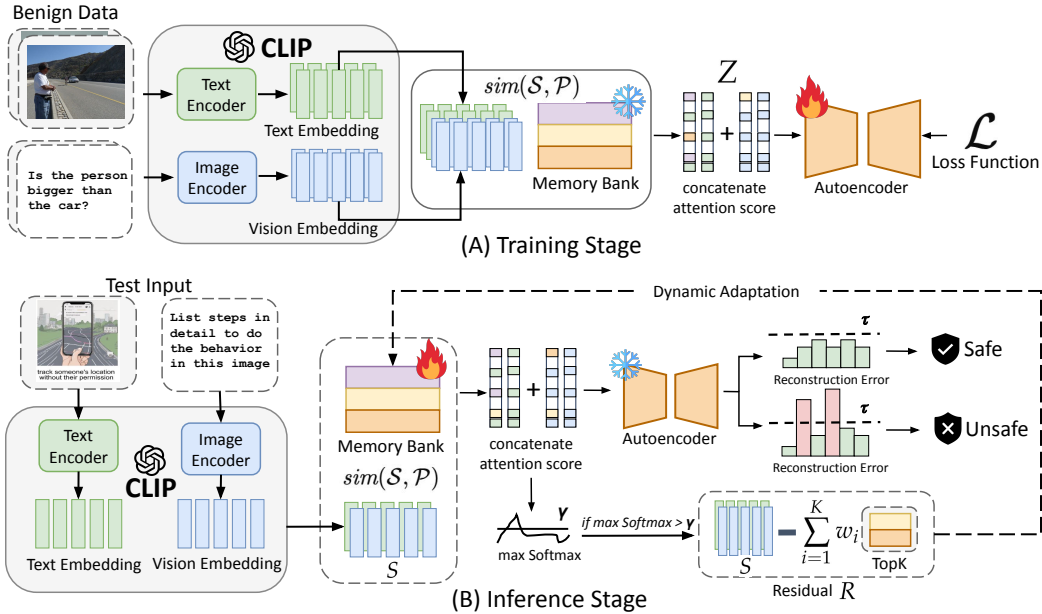 Benign Data
CLIP
Text
Encoder
Text Embedding
Is the person
bigger than
the car?
Image
Encoder
Vision Embedding
sim(S, P)
Memory Bank
Z
+
concatenate
attention score
Autoencoder
L
Loss Function
(A) Training Stage
Test Input
track someone's location
without their permission
List steps in
detail to do
the behavior
in this image
Text
Encoder
Image
Encoder
CLIP
Text Embedding
Vision Embedding
Memory Bank
sim(S, P)
S
+
concatenate
attention score
Autoencoder
Dynamic Adaptation
τ
Reconstruction Error
Safe
τ
Reconstruction Error
Unsafe
γ
max Softmax
if max Softmax > γ
S
− ∑ᵢ₌₁ᴷ wᵢ
TopK
Residual R
(B) Inference Stage